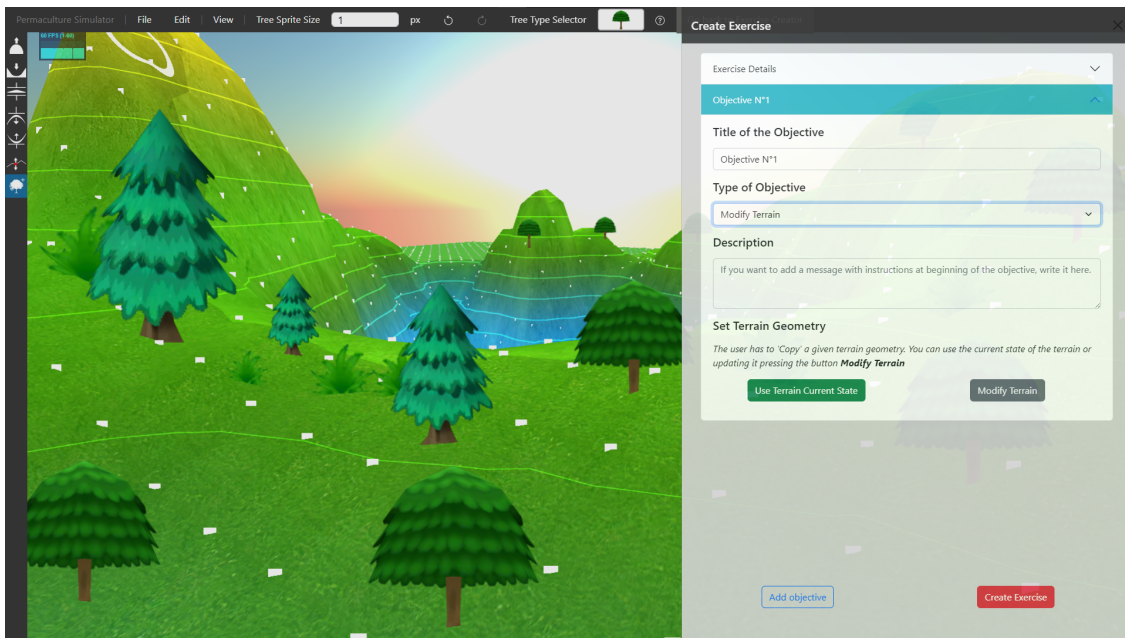 Permaculture Simulator File Edit View Tree Sprite Size 1 px Tree Type Selector
60 FPS (1-60)
Create Exercise
Exercise Details
Objective N°1
Title of the Objective
Objective N°1
Type of Objective
Modify Terrain
Description
If you want to add a message with instructions at beginning of the objective, write it here.
Set Terrain Geometry
The user has to 'Copy' a given terrain geometry. You can use the current state of the terrain or
updating it pressing the button Modify Terrain
Use Terrain Current State Modify Terrain
Add objective Create Exercise